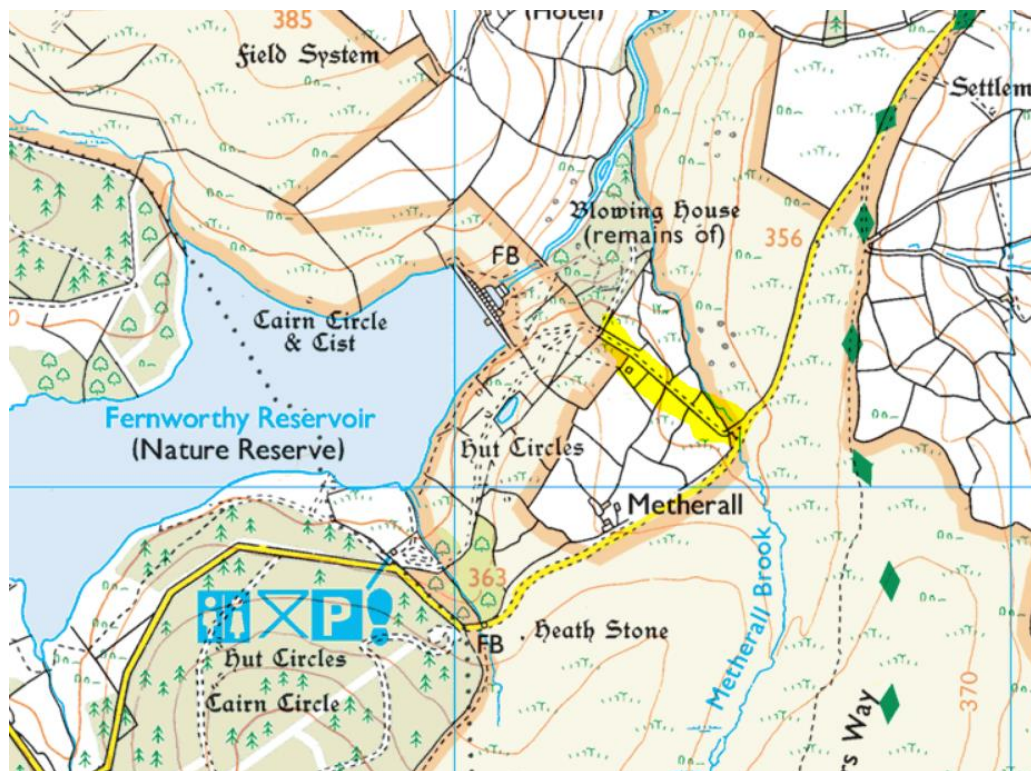 385
(Hotel)
Field System
Settlem
Blowing House
(remains of)
356
FB
Cairn Circle
& Cist
Fernworthy Reservoir
(Nature Reserve)
Hut Circles
Metherall
363
P
FB
Heath Stone
Hut Circles
Cairn Circle
Metherall Brook
rs Way
370